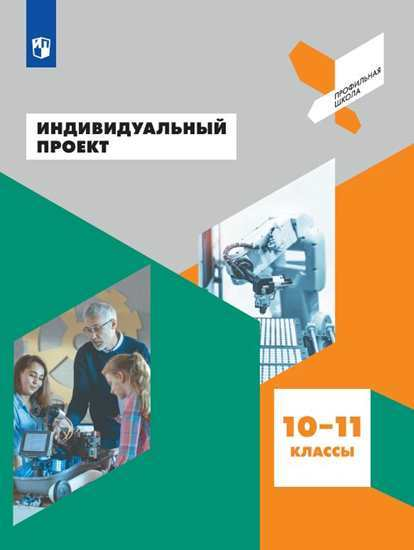 ПРОФИЛЬНАЯ
ШКОЛА
ИНДИВИДУАЛЬНЫЙ
ПРОЕКТ
10–11
КЛАССЫ